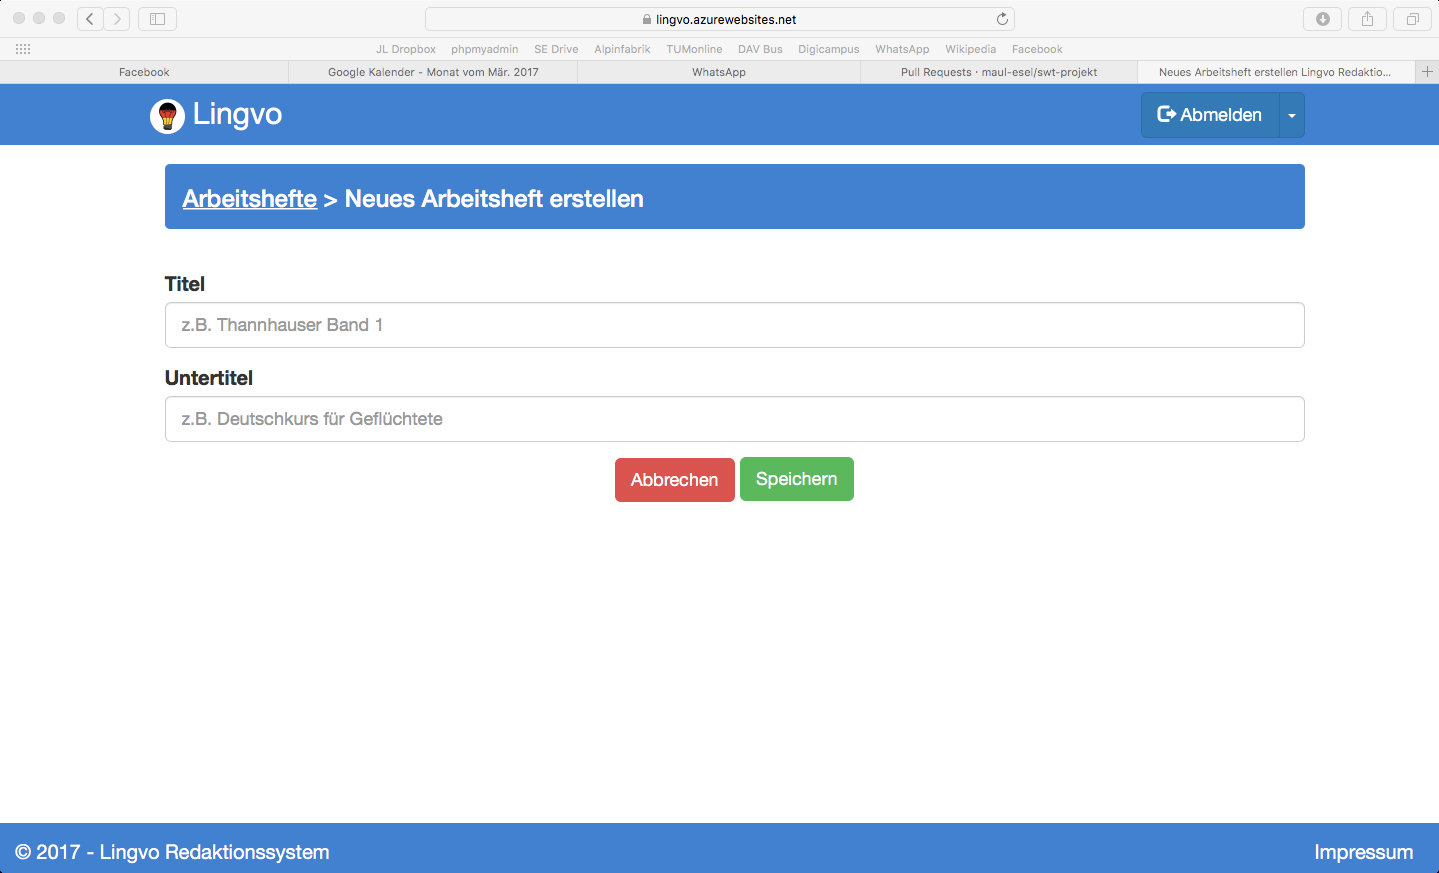 lingvo.azurewebsites.net
JL Dropbox phpmyadmin SE Drive Alpinfabrik TUMonline DAV Bus Digicampus WhatsApp Wikipedia Facebook
Facebook Google Kalender - Monat vom Mär. 2017 WhatsApp Pull Requests · maul-esel/swt-projekt Neues Arbeitsheft erstellen Lingvo Redaktio...
Lingvo Abmelden
Arbeitshefte > Neues Arbeitsheft erstellen
Titel
z.B. Thannhauser Band 1
Untertitel
z.B. Deutschkurs für Geflüchtete
Abbrechen Speichern
© 2017 - Lingvo Redaktionssystem Impressum